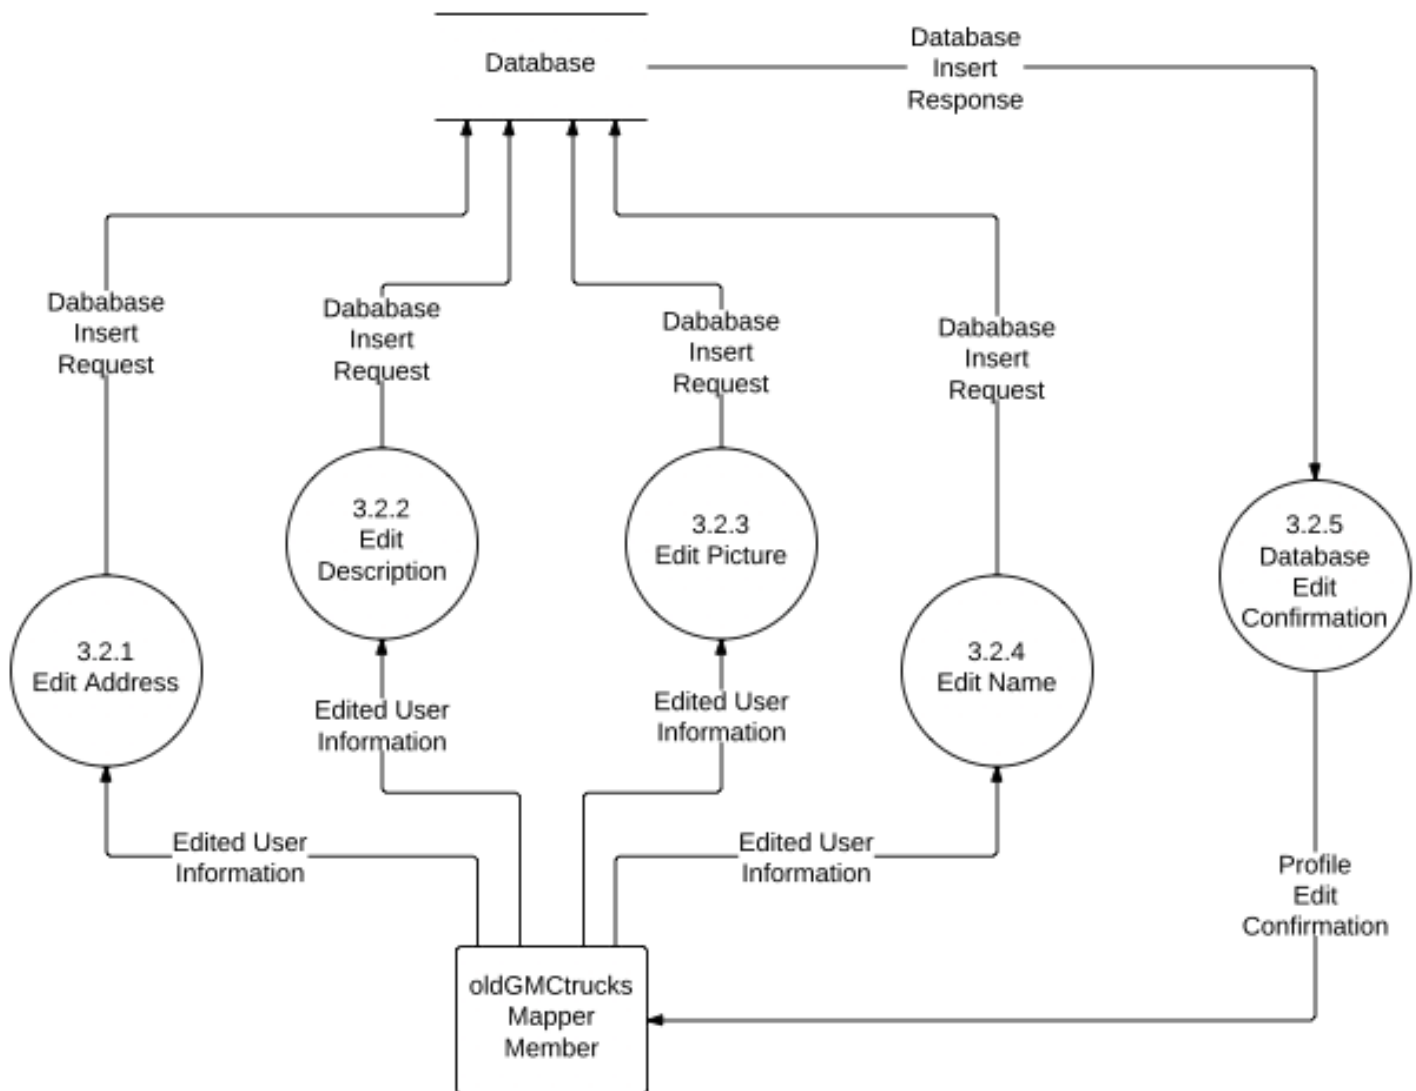 Database
Database
Insert
Response
Dababase
Insert
Request
Dababase
Insert
Request
Dababase
Insert
Request
Dababase
Insert
Request
3.2.1
Edit Address
3.2.2
Edit
Description
3.2.3
Edit Picture
3.2.4
Edit Name
3.2.5
Database
Edit
Confirmation
Edited User
Information
Edited User
Information
Edited User
Information
Edited User
Information
Profile
Edit
Confirmation
oldGMCtrucks
Mapper
Member